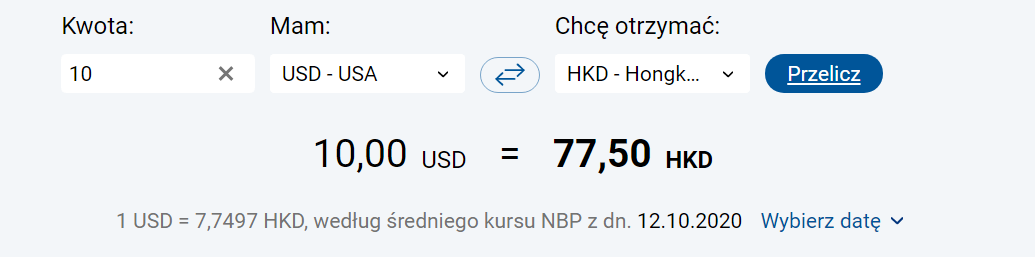 Kwota: Mam: Chcę otrzymać:
10 USD - USA HKD - Hongk... Przelicz
10,00 USD = 77,50 HKD
1 USD = 7,7497 HKD, według średniego kursu NBP z dn. 12.10.2020 Wybierz datę